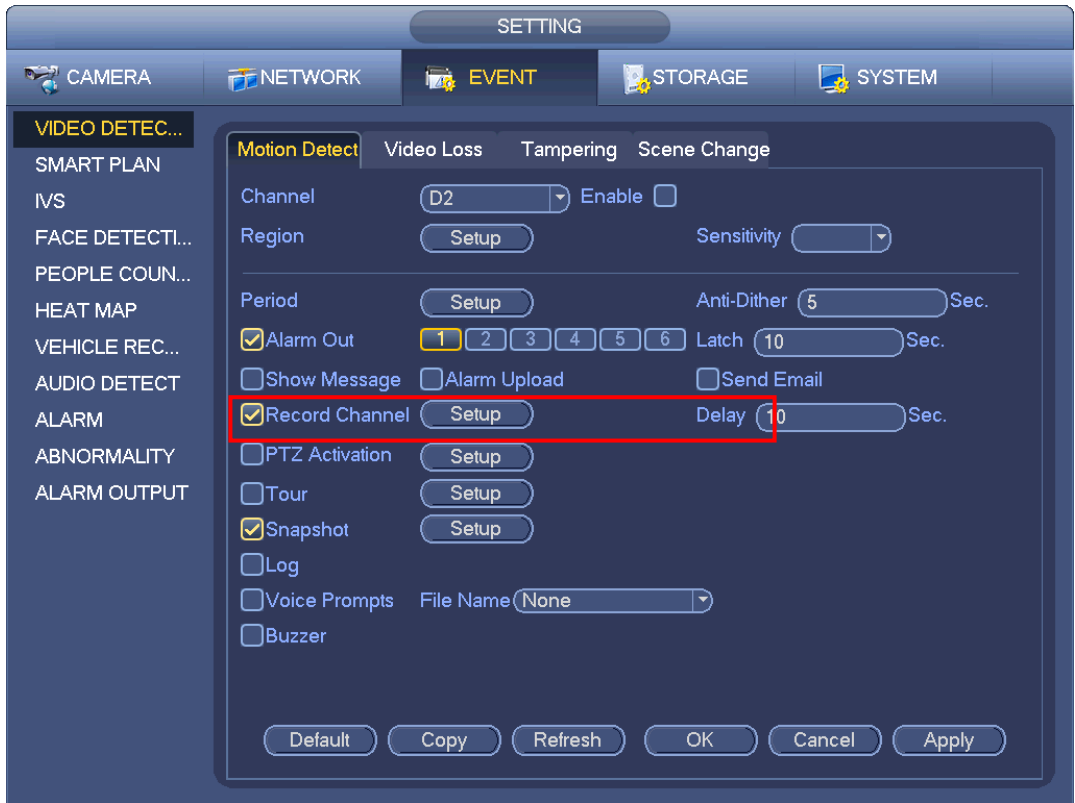 SETTING
CAMERA NETWORK EVENT STORAGE SYSTEM
VIDEO DETEC...
SMART PLAN
IVS
FACE DETECTI...
PEOPLE COUN...
HEAT MAP
VEHICLE REC...
AUDIO DETECT
ALARM
ABNORMALITY
ALARM OUTPUT
Motion Detect Video Loss Tampering Scene Change
Channel D2 Enable
Region Setup Sensitivity
Period Setup Anti-Dither 5 Sec.
Alarm Out 1 2 3 4 5 6 Latch 10 Sec.
Show Message Alarm Upload Send Email
Record Channel Setup Delay 10 Sec.
PTZ Activation Setup
Tour Setup
Snapshot Setup
Log
Voice Prompts File Name None
Buzzer
Default Copy Refresh OK Cancel Apply